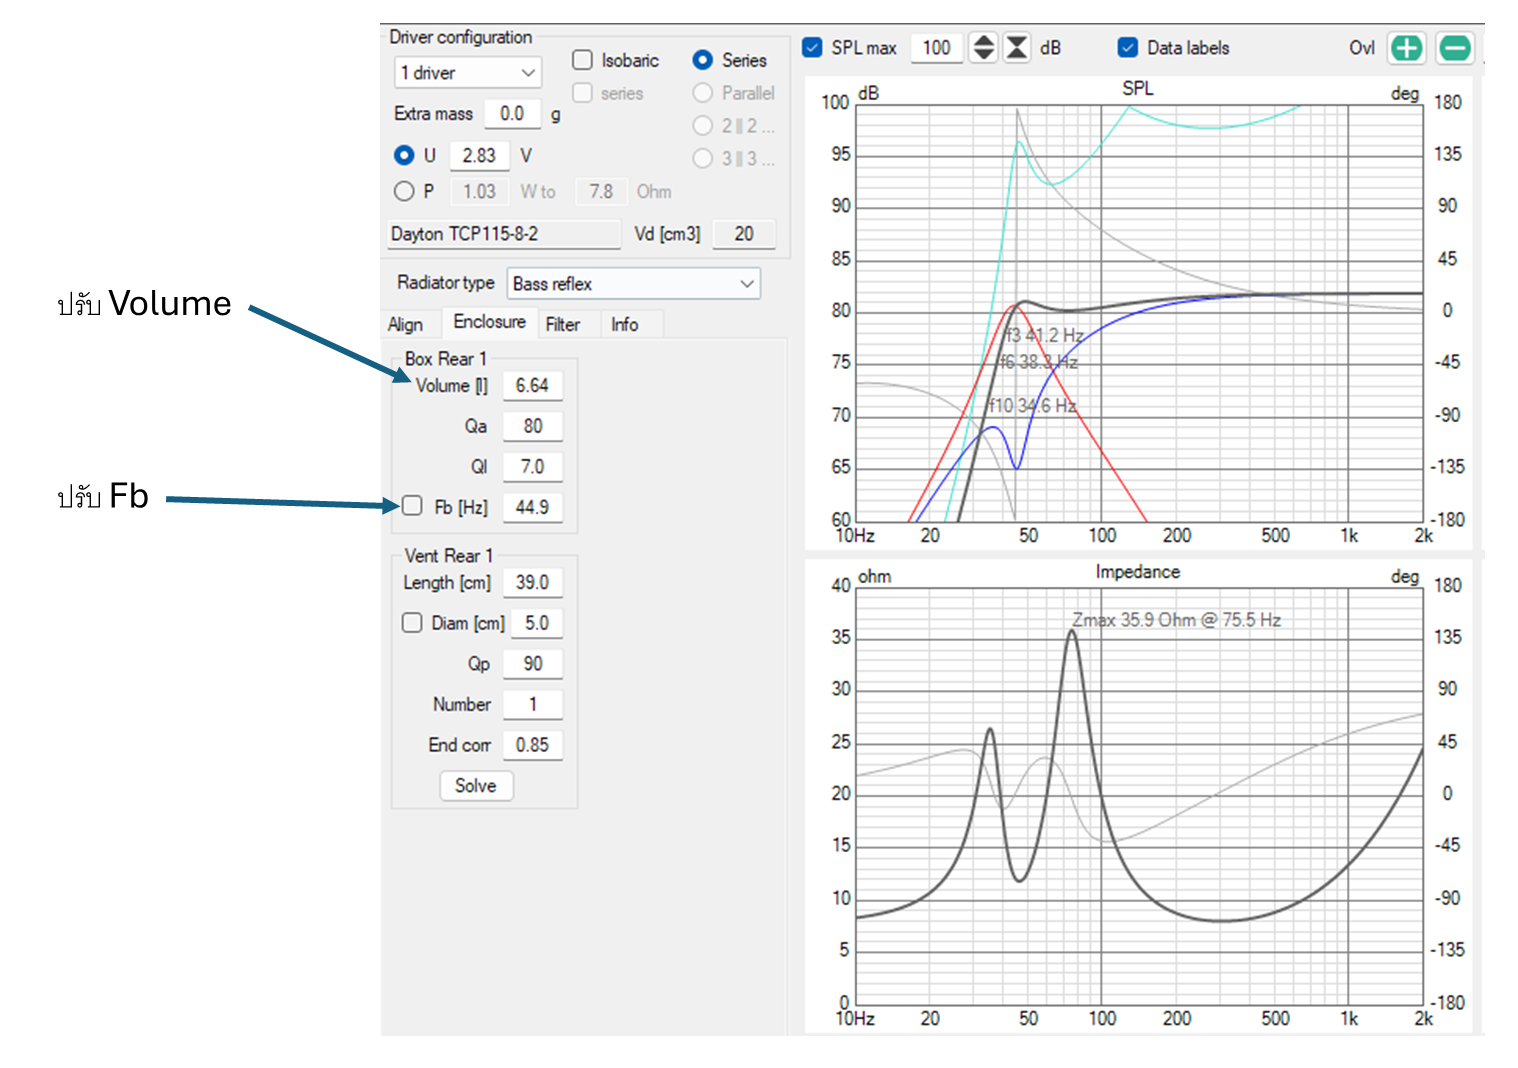 ปรับ Volume
ปรับ Fb
Driver configuration
1 driver
Isobaric
Series
series
Parallel
Extra mass 0.0 g
2 || 2 ...
U 2.83 V
3 || 3 ...
P 1.03 W to 7.8 Ohm
Dayton TCP115-8-2 Vd [cm3] 20
Radiator type Bass reflex
Align Enclosure Filter Info
Box Rear 1
Volume [l] 6.64
Qa 80
Ql 7.0
Fb [Hz] 44.9
Vent Rear 1
Length [cm] 39.0
Diam [cm] 5.0
Qp 90
Number 1
End corr 0.85
Solve
SPL max 100 dB
Data labels
Ovl
SPL
dB
deg
100 180
95 135
90 90
85 45
80 0
75 -45
70 -90
65 -135
60 -180
f3 41.2 Hz
f6 38.3 Hz
f10 34.6 Hz
10Hz 20 50 100 200 500 1k 2k
Impedance
ohm
deg
40 180
Zmax 35.9 Ohm @ 75.5 Hz
35 135
30 90
25 45
20 0
15 -45
10 -90
5 -135
0 -180
10Hz 20 50 100 200 500 1k 2k